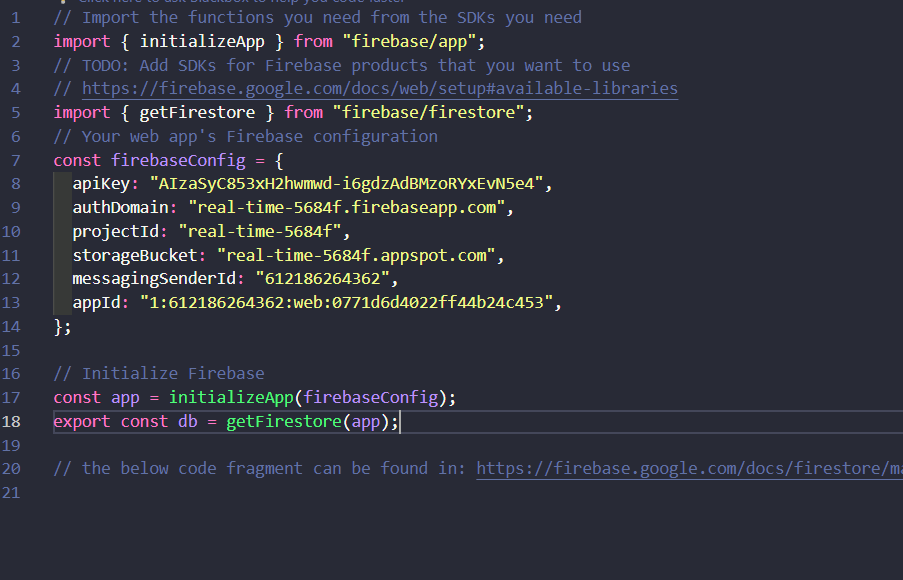 1 // Import the functions you need from the SDKs you need
2 import { initializeApp } from "firebase/app";
3 // TODO: Add SDKs for Firebase products that you want to use
4 // https://firebase.google.com/docs/web/setup#available-libraries
5 import { getFirestore } from "firebase/firestore";
6 // Your web app's Firebase configuration
7 const firebaseConfig = {
8 apiKey: "AIzaSyC853xH2hwmwd-i6gdzAdBMzoRYxEvN5e4",
9 authDomain: "real-time-5684f.firebaseapp.com",
10 projectId: "real-time-5684f",
11 storageBucket: "real-time-5684f.appspot.com",
12 messagingSenderId: "612186264362",
13 appId: "1:612186264362:web:0771d6d4022ff44b24c453",
14 };
15
16 // Initialize Firebase
17 const app = initializeApp(firebaseConfig);
18 export const db = getFirestore(app);
19
20 // the below code fragment can be found in: https://firebase.google.com/docs/firestore/ma
21